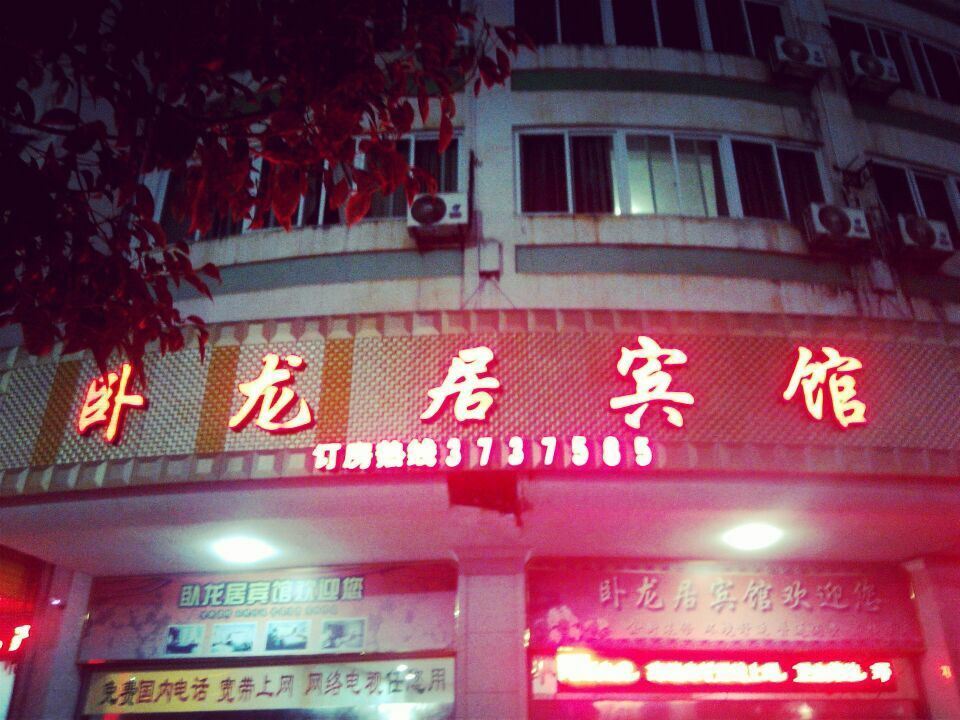 卧龙居宾馆
订房热线3737585
卧龙居宾馆欢迎您
卧龙居宾馆欢迎您
免费国内电话 宽带上网 网络电视任意用